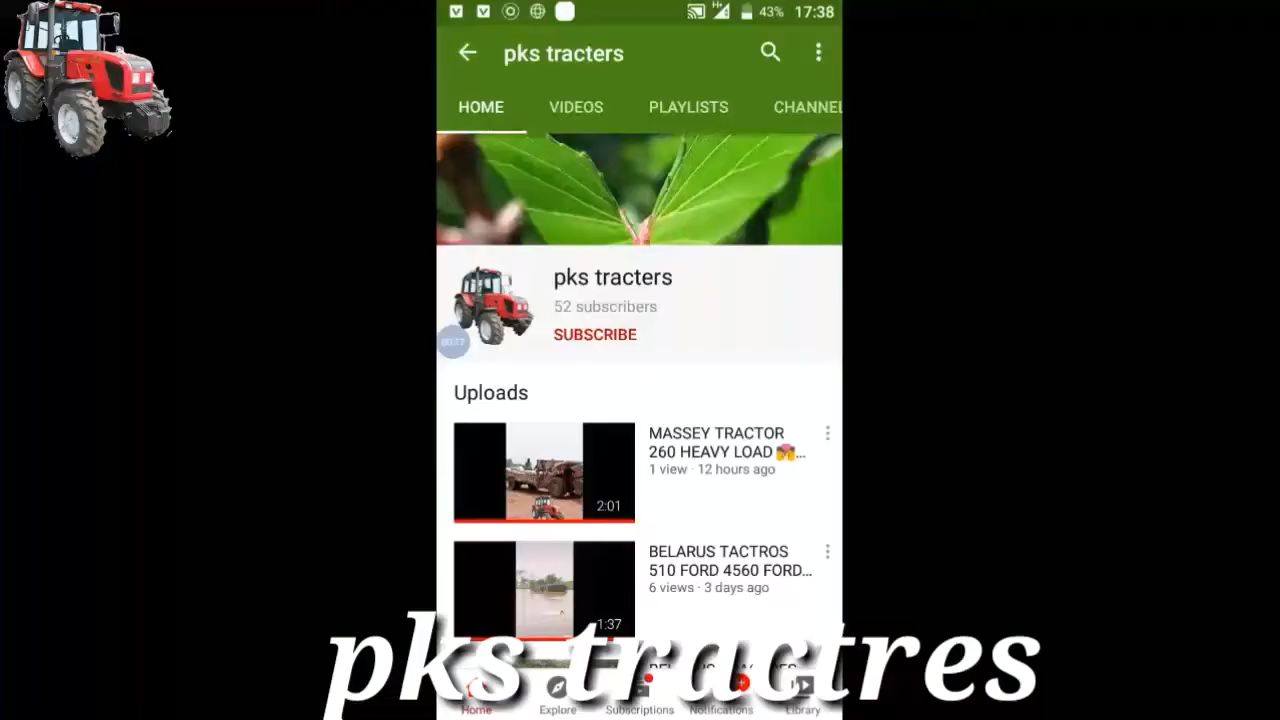 43% 17:38
pks tracters
HOME VIDEOS PLAYLISTS CHANNEL
pks tracters
52 subscribers
SUBSCRIBE
00:17
Uploads
MASSEY TRACTOR
260 HEAVY LOAD 💏...
1 view · 12 hours ago
2:01
BELARUS TACTROS
510 FORD 4560 FORD...
6 views · 3 days ago
1:37
pks tractres
Home Explore Subscriptions Notifications Library